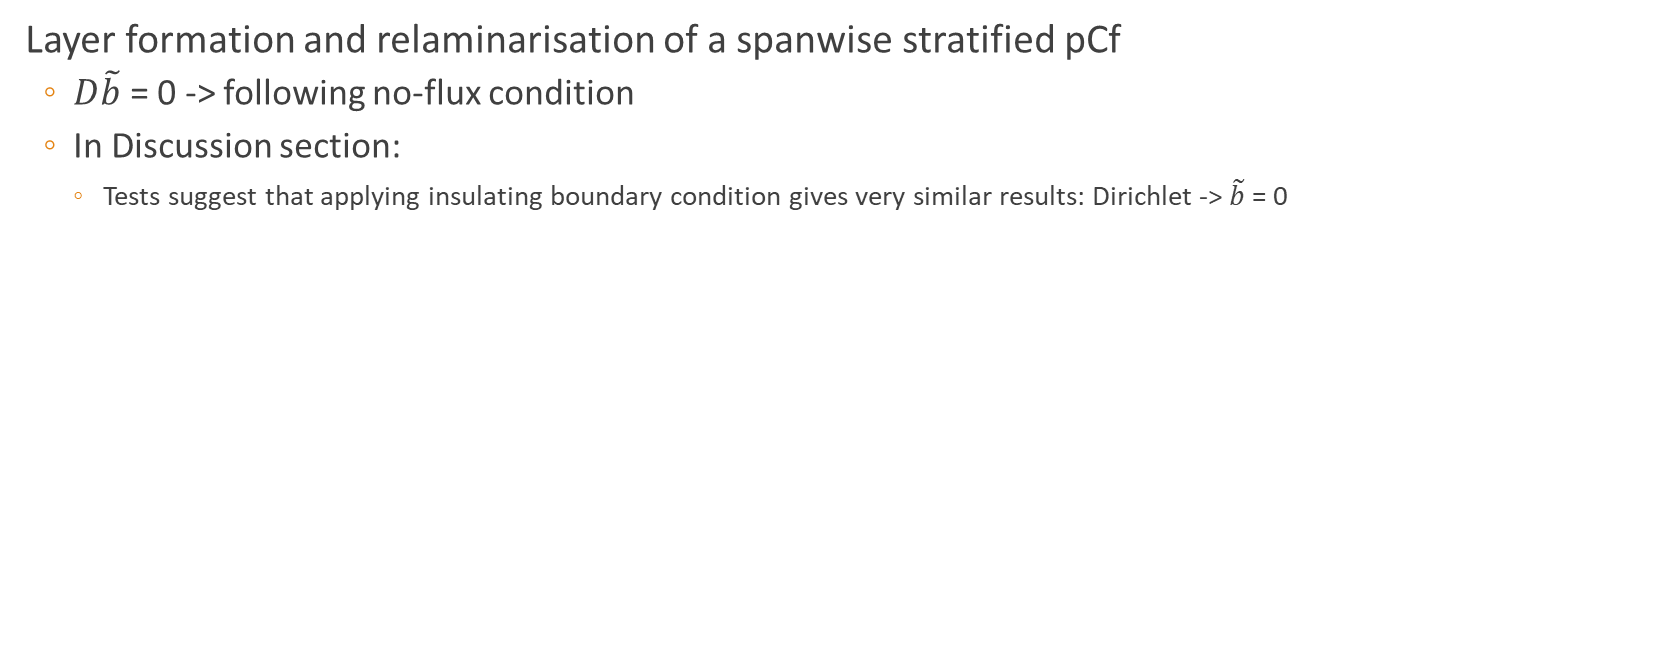 Layer formation and relaminarisation of a spanwise stratified pCf
◦ Db̃ = 0 -> following no-flux condition
◦ In Discussion section:
◦ Tests suggest that applying insulating boundary condition gives very similar results: Dirichlet -> b̃ = 0